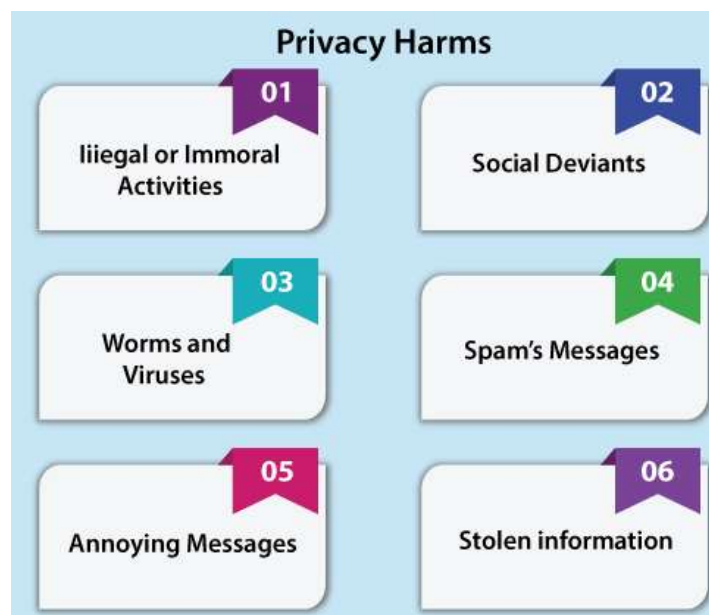 Privacy Harms
01
Iiiegal or Immoral
Activities
02
Social Deviants
03
Worms and
Viruses
04
Spam's Messages
05
Annoying Messages
06
Stolen information